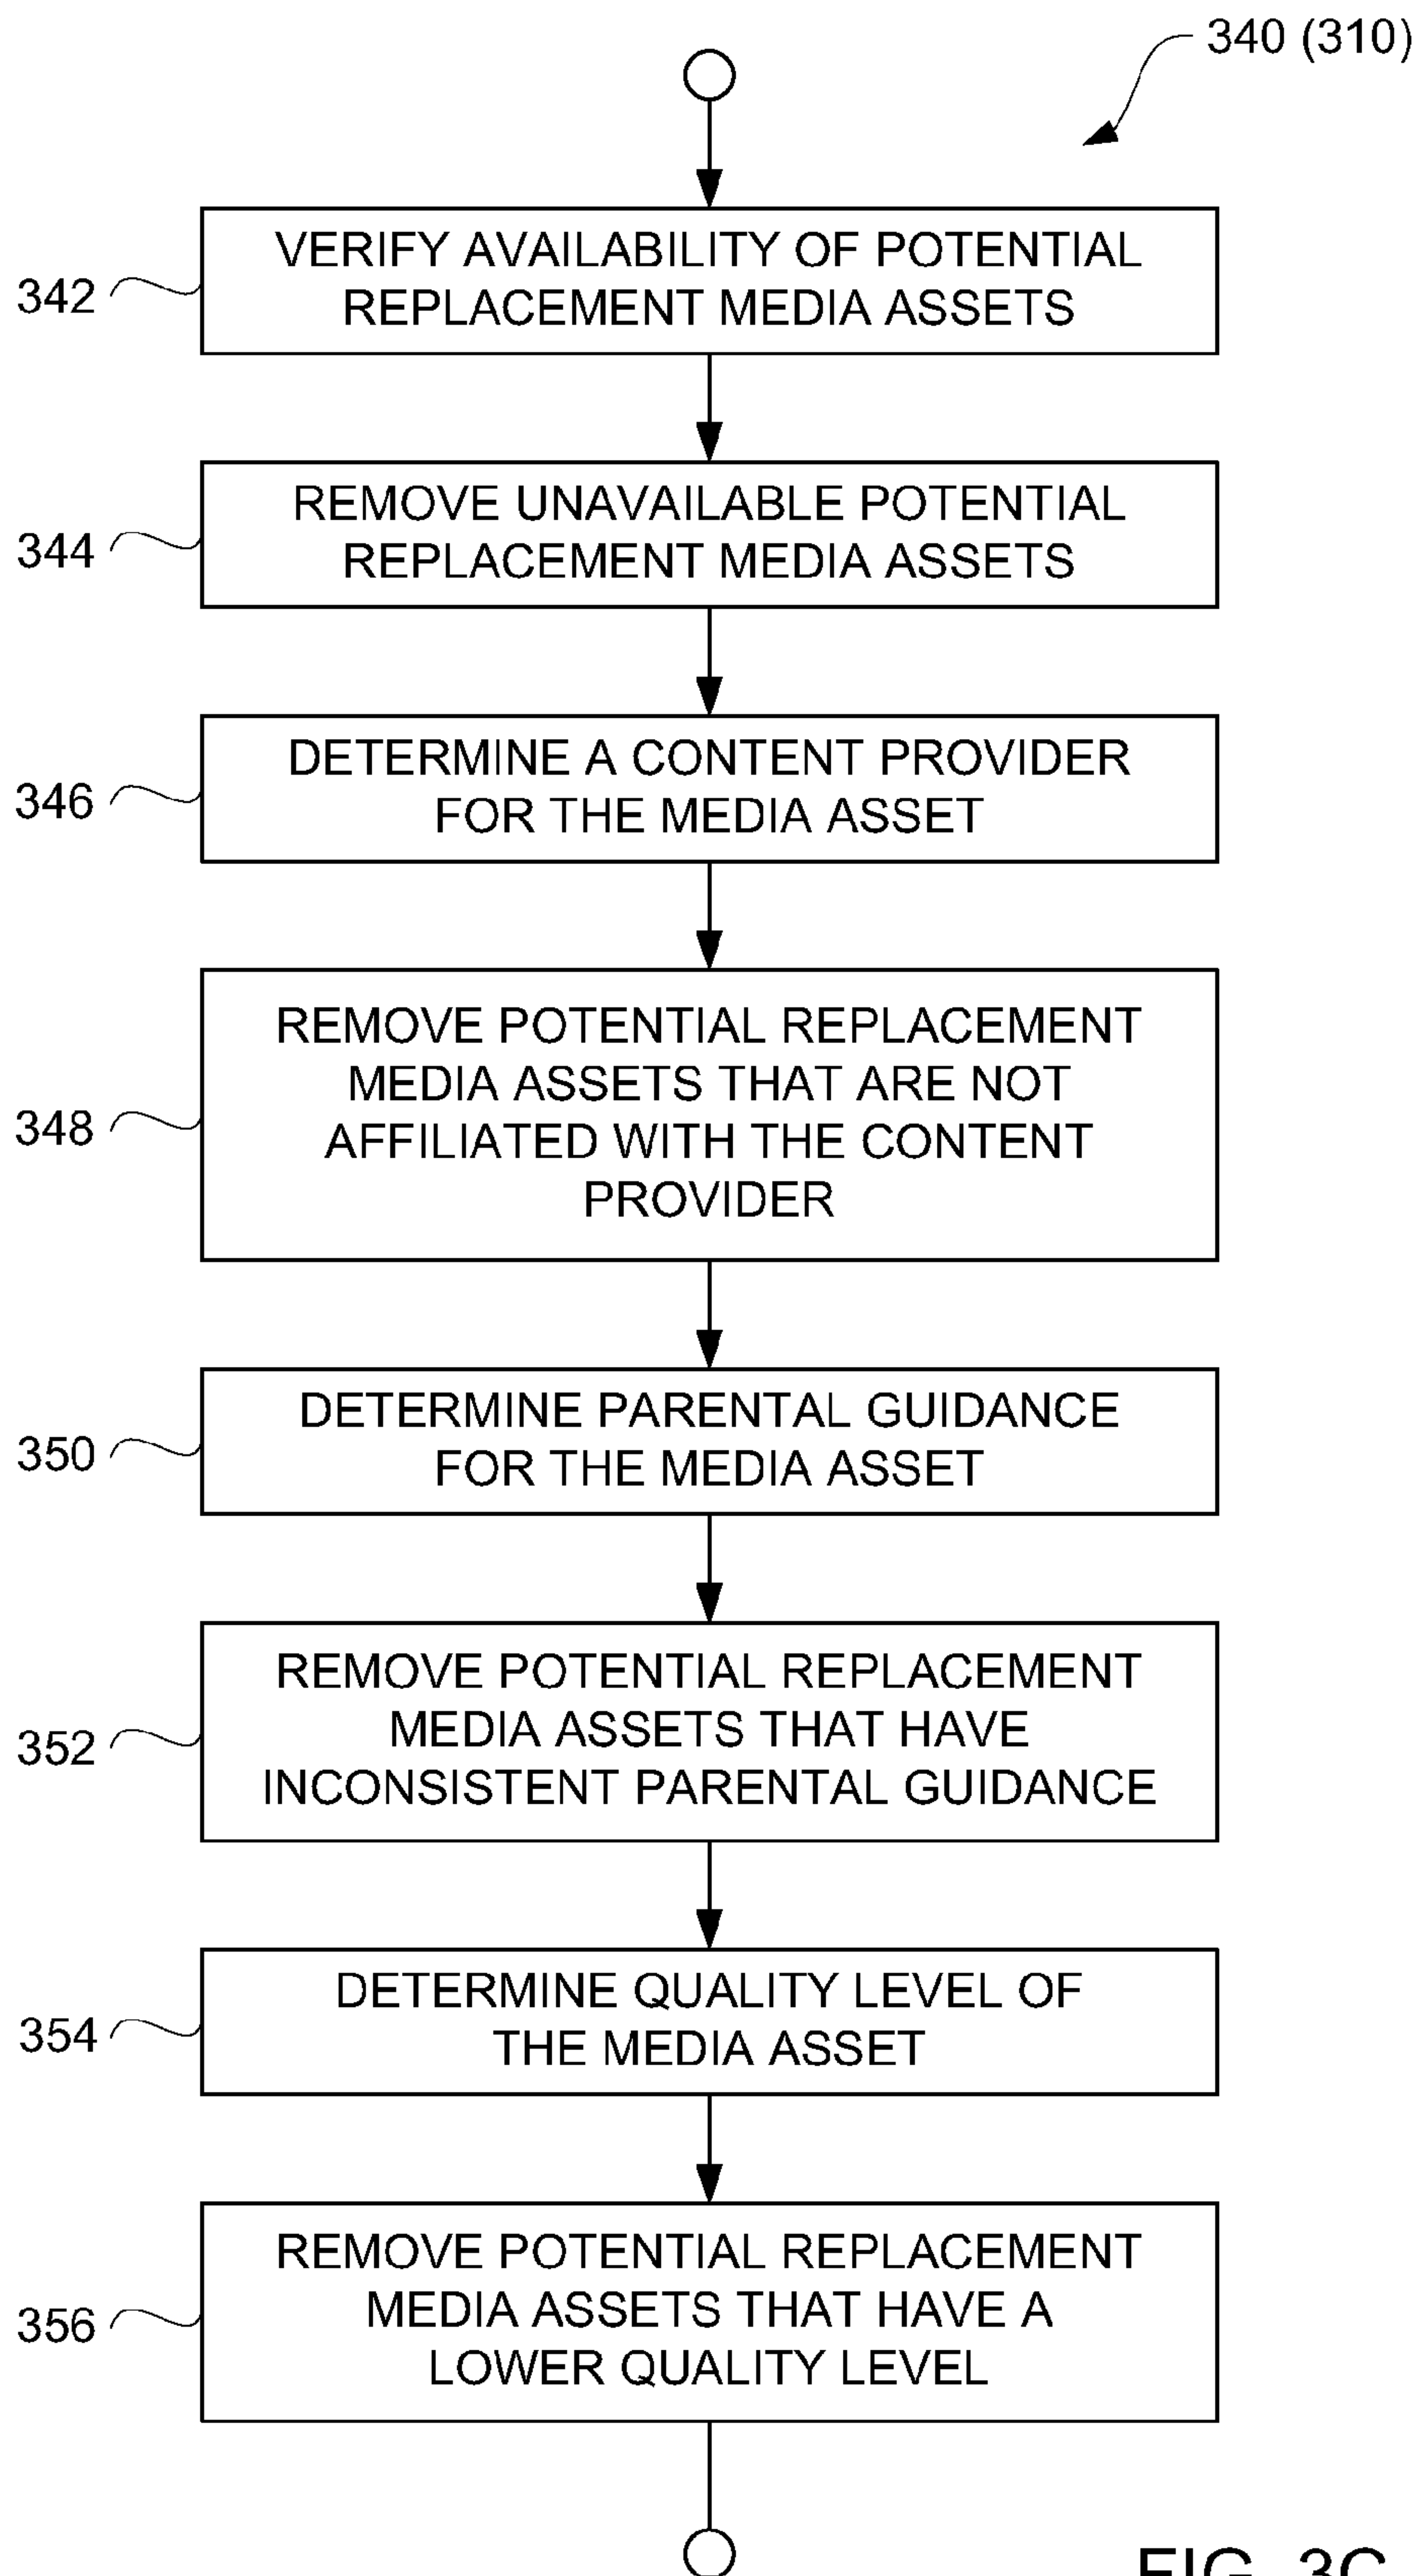 340 (310)
VERIFY AVAILABILITY OF POTENTIAL
REPLACEMENT MEDIA ASSETS
342
REMOVE UNAVAILABLE POTENTIAL
REPLACEMENT MEDIA ASSETS
344
DETERMINE A CONTENT PROVIDER
FOR THE MEDIA ASSET
346
REMOVE POTENTIAL REPLACEMENT
MEDIA ASSETS THAT ARE NOT
AFFILIATED WITH THE CONTENT
PROVIDER
348
DETERMINE PARENTAL GUIDANCE
FOR THE MEDIA ASSET
350
REMOVE POTENTIAL REPLACEMENT
MEDIA ASSETS THAT HAVE
INCONSISTENT PARENTAL GUIDANCE
352
DETERMINE QUALITY LEVEL OF
THE MEDIA ASSET
354
REMOVE POTENTIAL REPLACEMENT
MEDIA ASSETS THAT HAVE A
LOWER QUALITY LEVEL
356
FIG. 3C